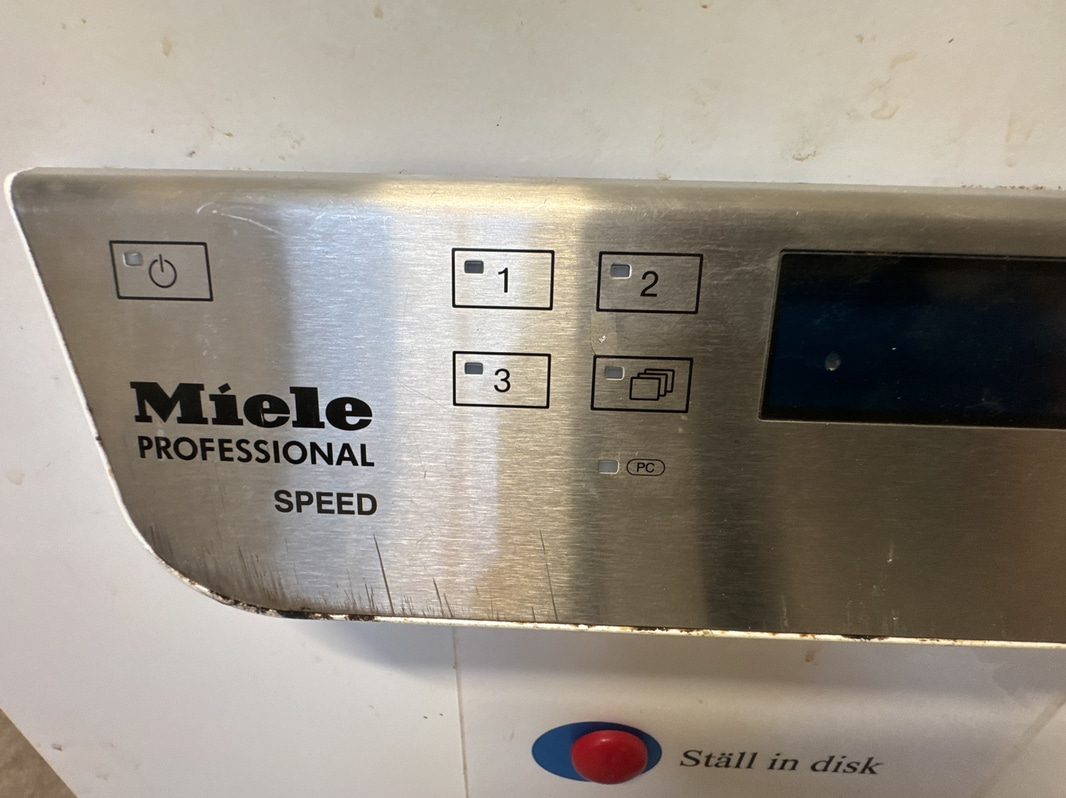 1
2
3
Miele
PROFESSIONAL
SPEED
PC
Ställ in disk